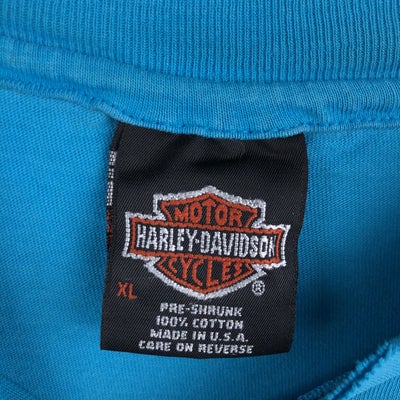 MOTOR
HARLEY-DAVIDSON
CYCLES
®
XL
PRE-SHRUNK
100% COTTON
MADE IN U.S.A.
CARE ON REVERSE